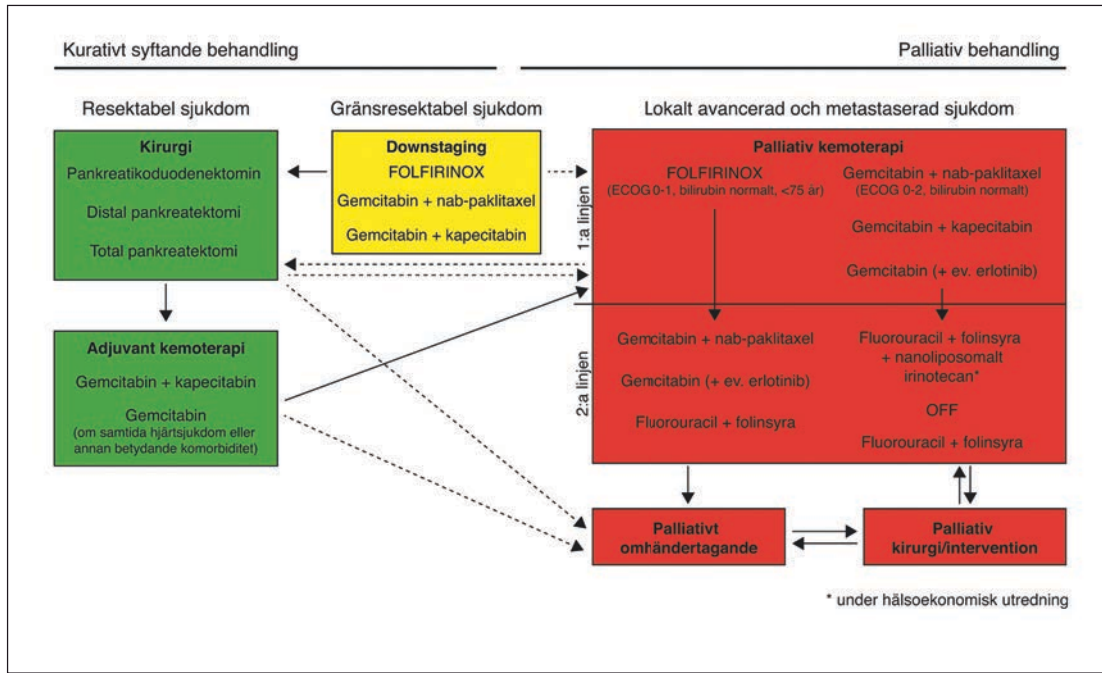 Kurativt syftande behandling
Palliativ behandling
Resektabel sjukdom
Gränsresektabel sjukdom
Lokalt avancerad och metastaserad sjukdom
Kirurgi
Pankreatikoduodenektomin
Distal pankreatektomi
Total pankreatektomi
Downstaging
FOLFIRINOX
Gemcitabin + nab-paklitaxel
Gemcitabin + kapecitabin
Palliativ kemoterapi
1:a linjen
FOLFIRINOX
(ECOG 0-1, bilirubin normalt, <75 år)
Gemcitabin + nab-paklitaxel
(ECOG 0-2, bilirubin normalt)
Gemcitabin + kapecitabin
Gemcitabin (+ ev. erlotinib)
Adjuvant kemoterapi
Gemcitabin + kapecitabin
Gemcitabin
(om samtida hjärtsjukdom eller
annan betydande komorbiditet)
2:a linjen
Gemcitabin + nab-paklitaxel
Gemcitabin (+ ev. erlotinib)
Fluorouracil + folinsyra
Fluorouracil + folinsyra
+ nanoliposomalt
irinotecan*
OFF
Fluorouracil + folinsyra
Palliativt
omhändertagande
Palliativ
kirurgi/intervention
* under hälsoekonomisk utredning